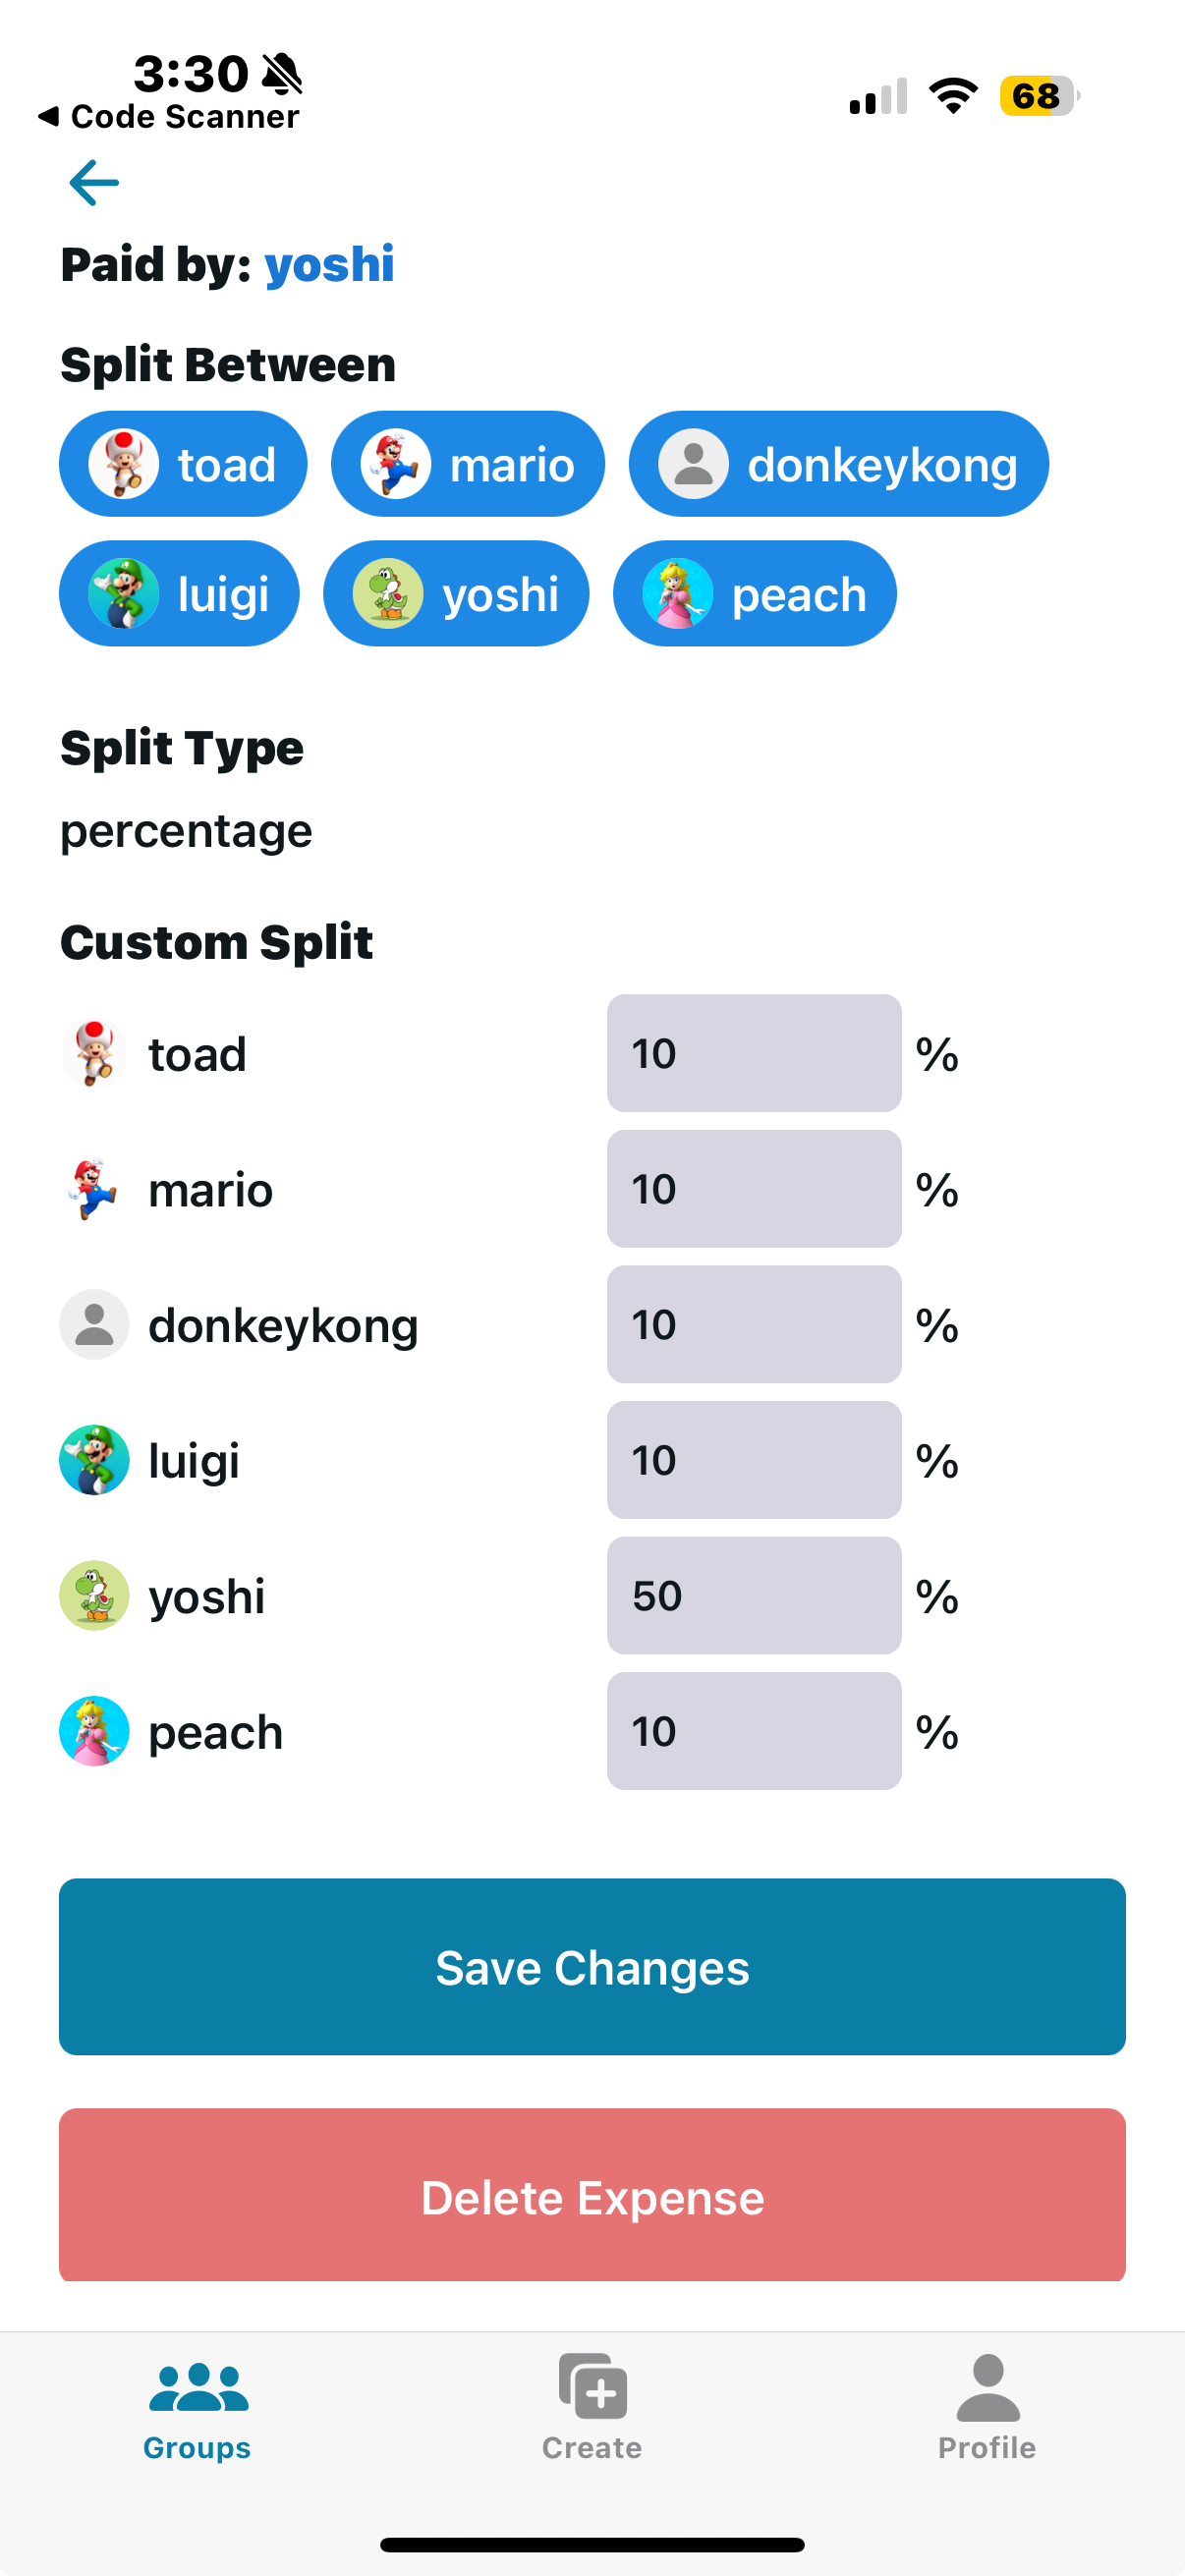 3:30
◀ Code Scanner
68
Paid by: yoshi
Split Between
toad mario donkeykong
luigi yoshi peach
Split Type
percentage
Custom Split
toad 10 %
mario 10 %
donkeykong 10 %
luigi 10 %
yoshi 50 %
peach 10 %
Save Changes
Delete Expense
Groups Create Profile